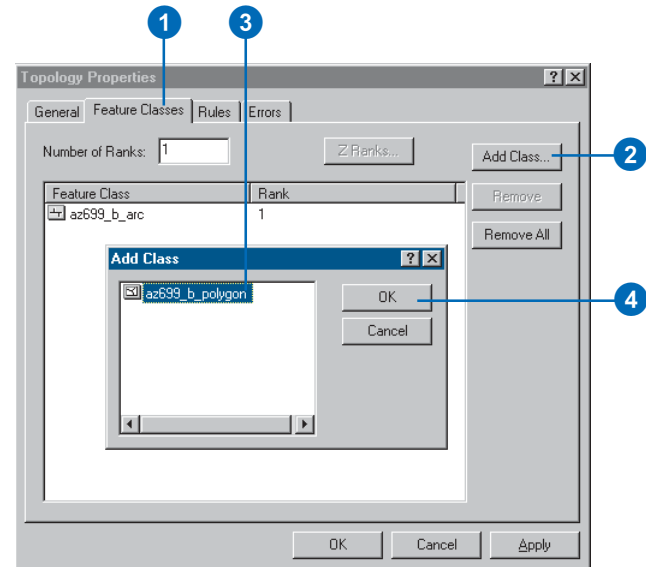 1 3
Topology Properties
General Feature Classes Rules Errors
Number of Ranks: 1 Z Ranks... Add Class... 2
Feature Class Rank Remove
az699_b_arc 1
Remove All
Add Class
az699_b_polygon OK 4
Cancel
OK Cancel Apply